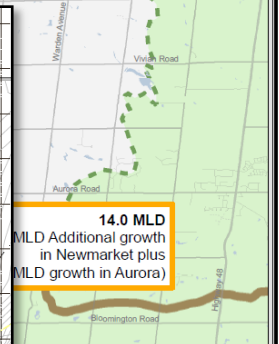 Warden Avenue
Vivian Road
Aurora Road
14.0 MLD
MLD Additional growth
in Newmarket plus
MLD growth in Aurora)
Highway 48
Bloomington Road